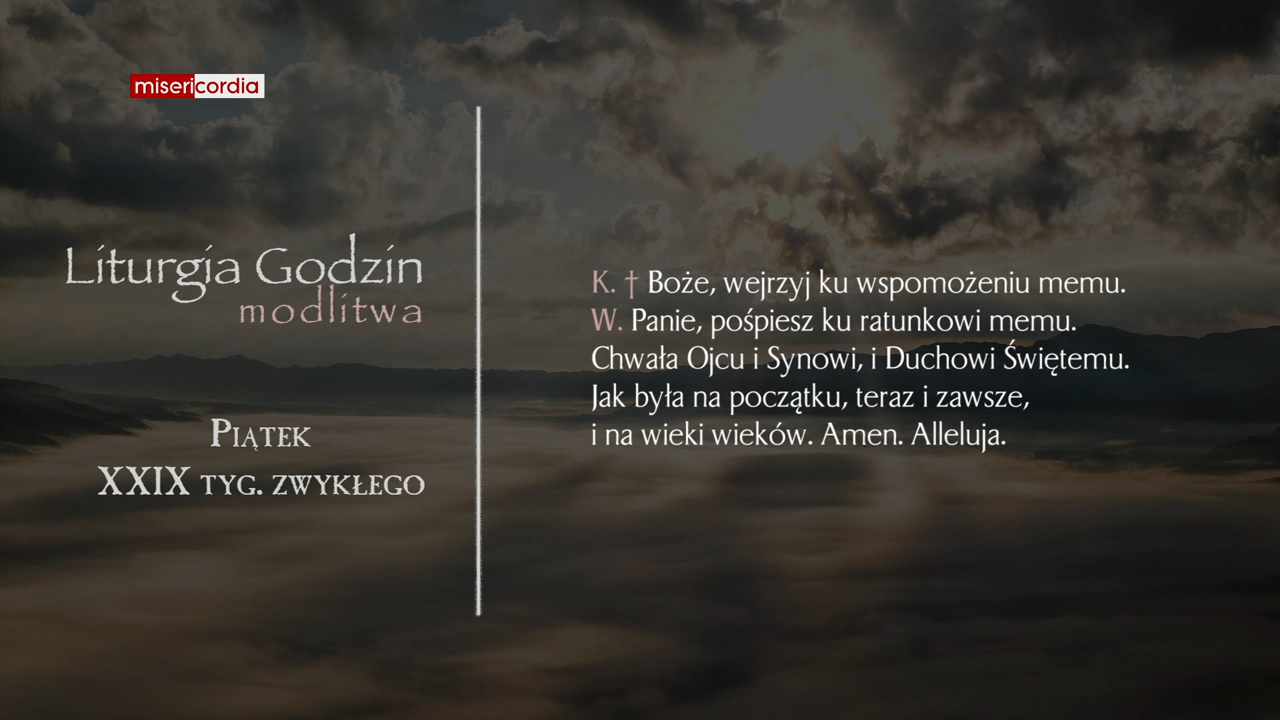 misericordia
Liturgia Godzin
modlitwa
Piątek
XXIX tyg. zwykłego
K. † Boże, wejrzyj ku wspomożeniu memu.
W. Panie, pośpiesz ku ratunkowi memu.
Chwała Ojcu i Synowi, i Duchowi Świętemu.
Jak była na początku, teraz i zawsze,
i na wieki wieków. Amen. Alleluja.